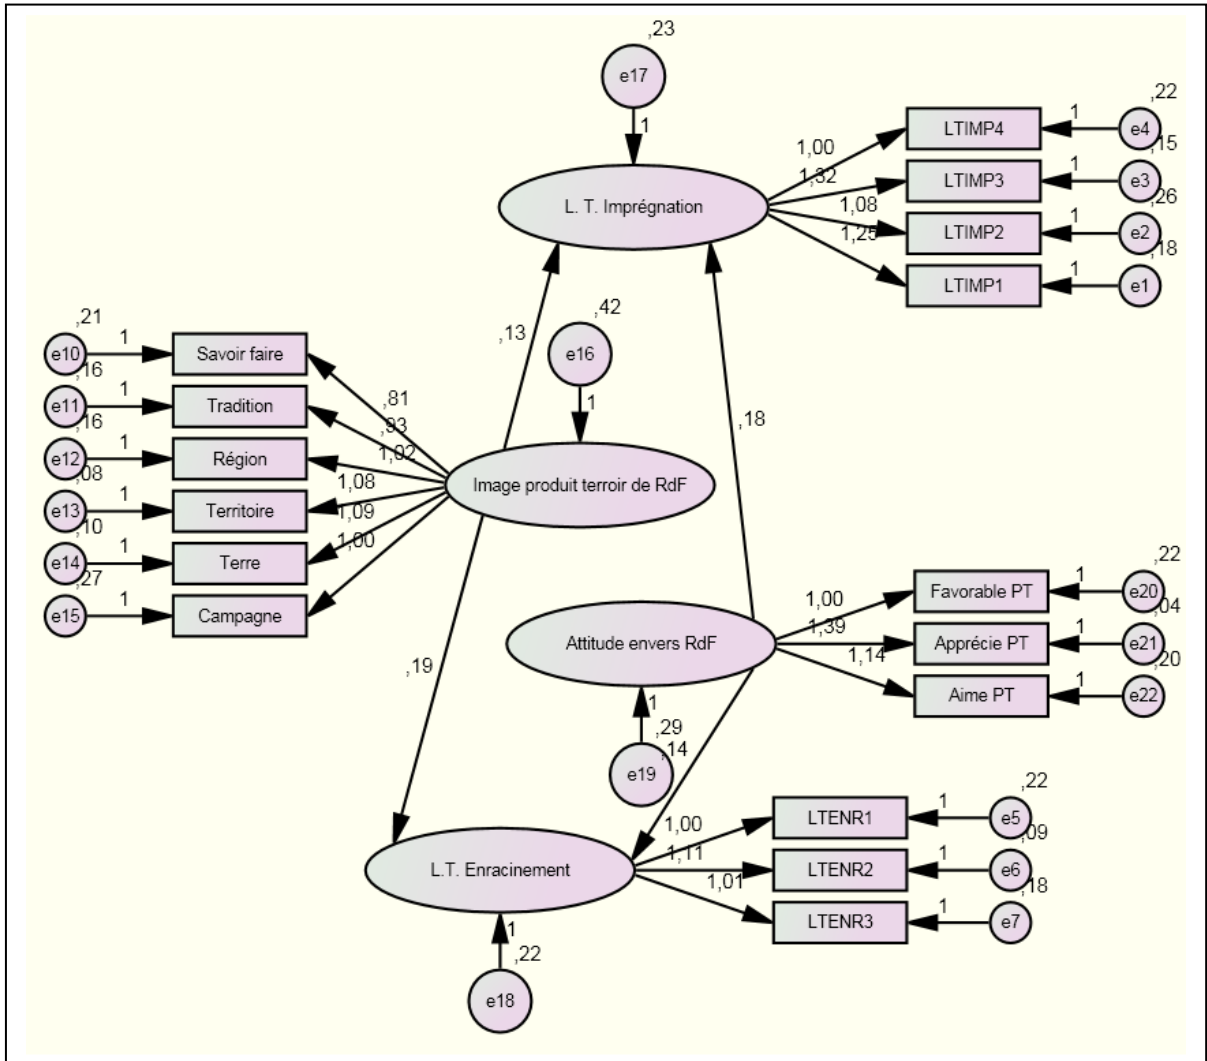 ,23
e17
1
L. T. Imprégnation
1,00
1,32
1,08
1,25
LTIMP4
LTIMP3
LTIMP2
LTIMP1
1
1
1
1
,22
e4
,15
e3
,26
e2
,18
e1
,13
,18
,42
e16
1
Image produit terroir de RdF
,21
e10
1
Savoir faire
,16
e11
1
Tradition
,16
e12
1
Région
,08
e13
1
Territoire
,10
e14
1
Terre
,27
e15
1
Campagne
,81
,93
1,02
1,08
1,09
1,00
,19
Attitude envers RdF
1,00
1,39
1,14
Favorable PT
Apprécie PT
Aime PT
1
1
1
,22
e20
,04
e21
,20
e22
1
,29
e19
,14
L.T. Enracinement
1,00
1,11
1,01
LTENR1
LTENR2
LTENR3
1
1
1
,22
e5
,09
e6
,18
e7
1
,22
e18